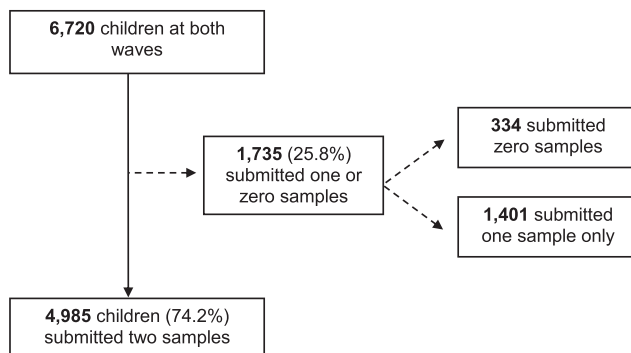 6,720 children at both
waves
1,735 (25.8%)
submitted one or
zero samples
334 submitted
zero samples
1,401 submitted
one sample only
4,985 children (74.2%)
submitted two samples